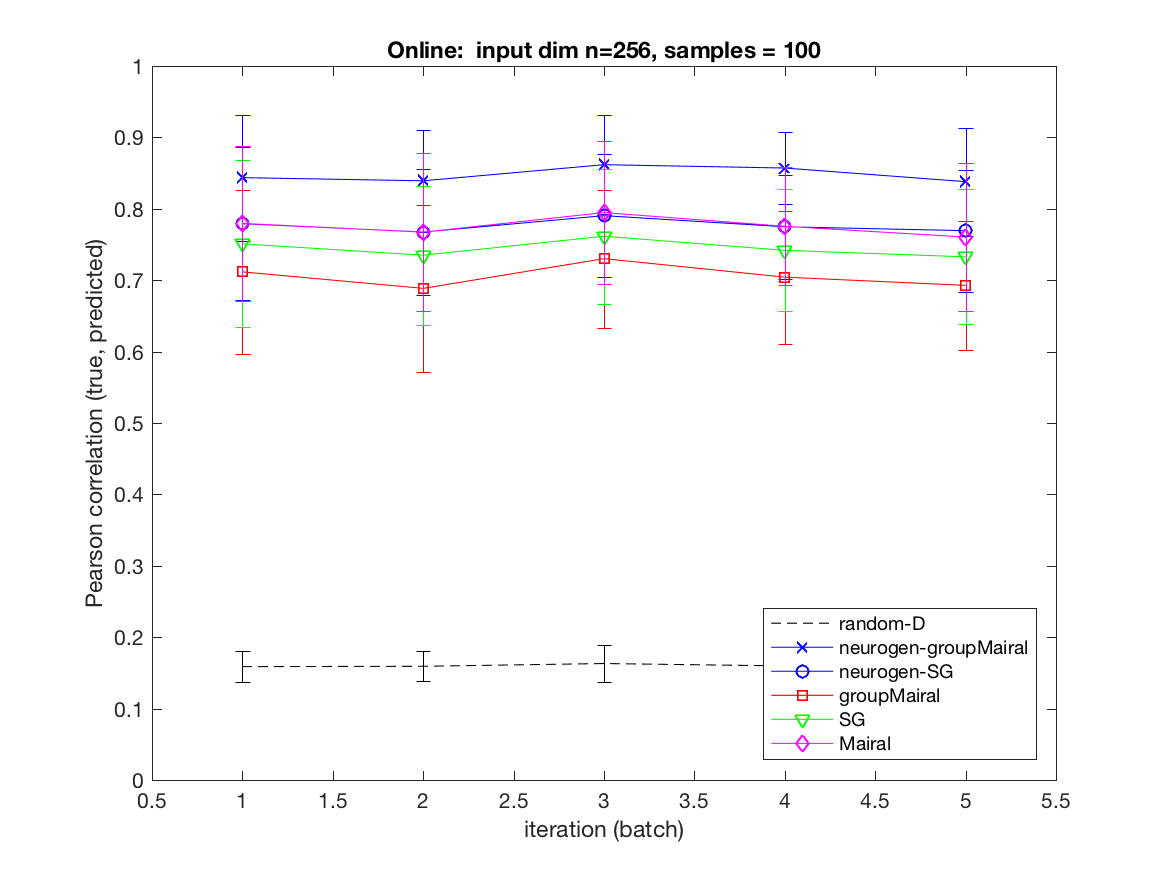 Online: input dim n=256, samples = 100
Pearson correlation (true, predicted)
1
0.9
0.8
0.7
0.6
0.5
0.4
0.3
0.2
0.1
0
random-D
neurogen-groupMairal
neurogen-SG
groupMairal
SG
Mairal
0.5 1 1.5 2 2.5 3 3.5 4 4.5 5 5.5
iteration (batch)